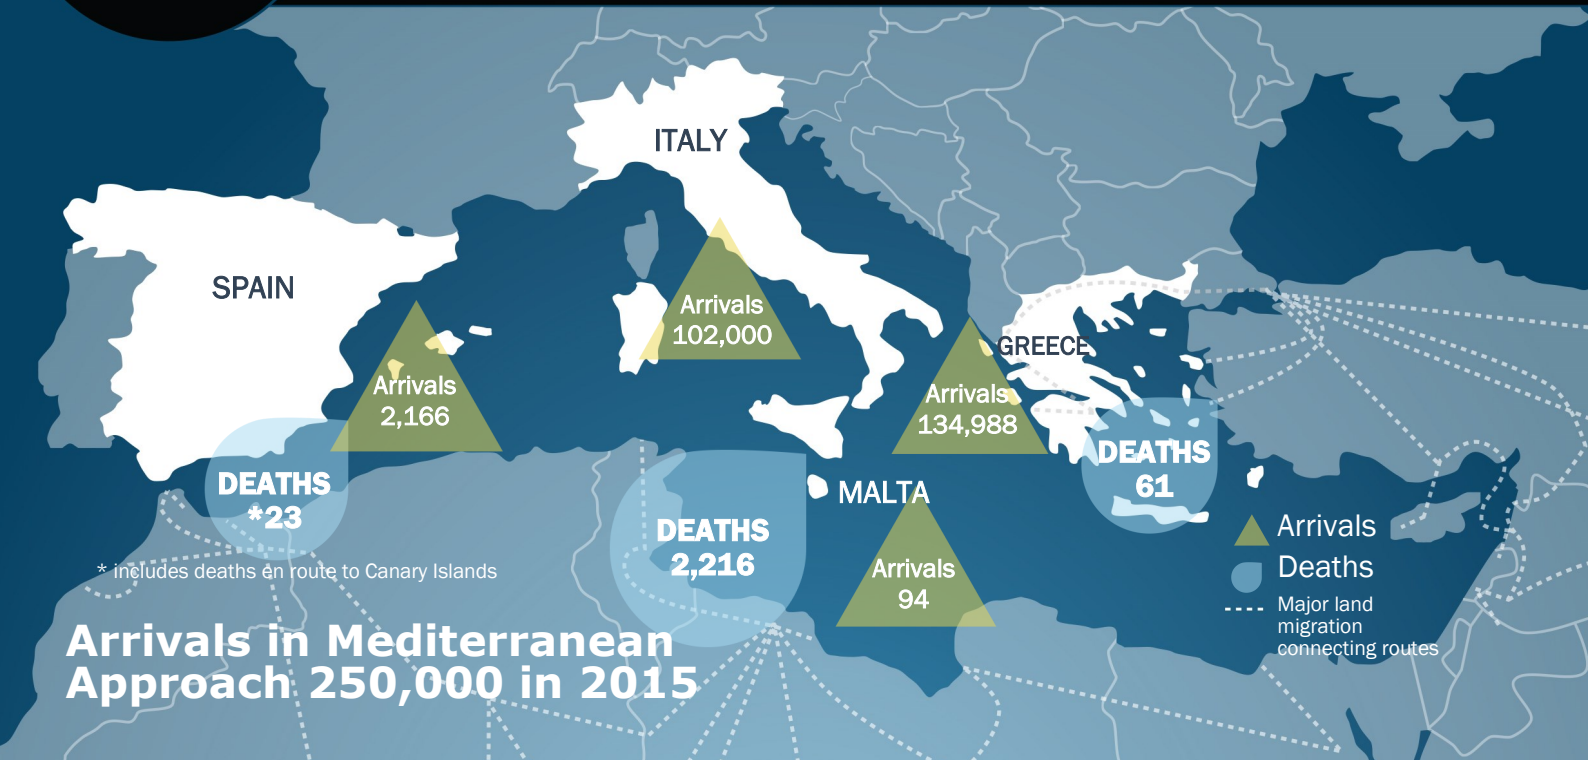 ITALY
SPAIN
Arrivals
102,000
GREECE
Arrivals
2,166
Arrivals
134,988
DEATHS
*23
DEATHS
61
MALTA
DEATHS
2,216
Arrivals
94
* includes deaths en route to Canary Islands
Arrivals in Mediterranean
Approach 250,000 in 2015
Arrivals
Deaths
Major land
migration
connecting routes